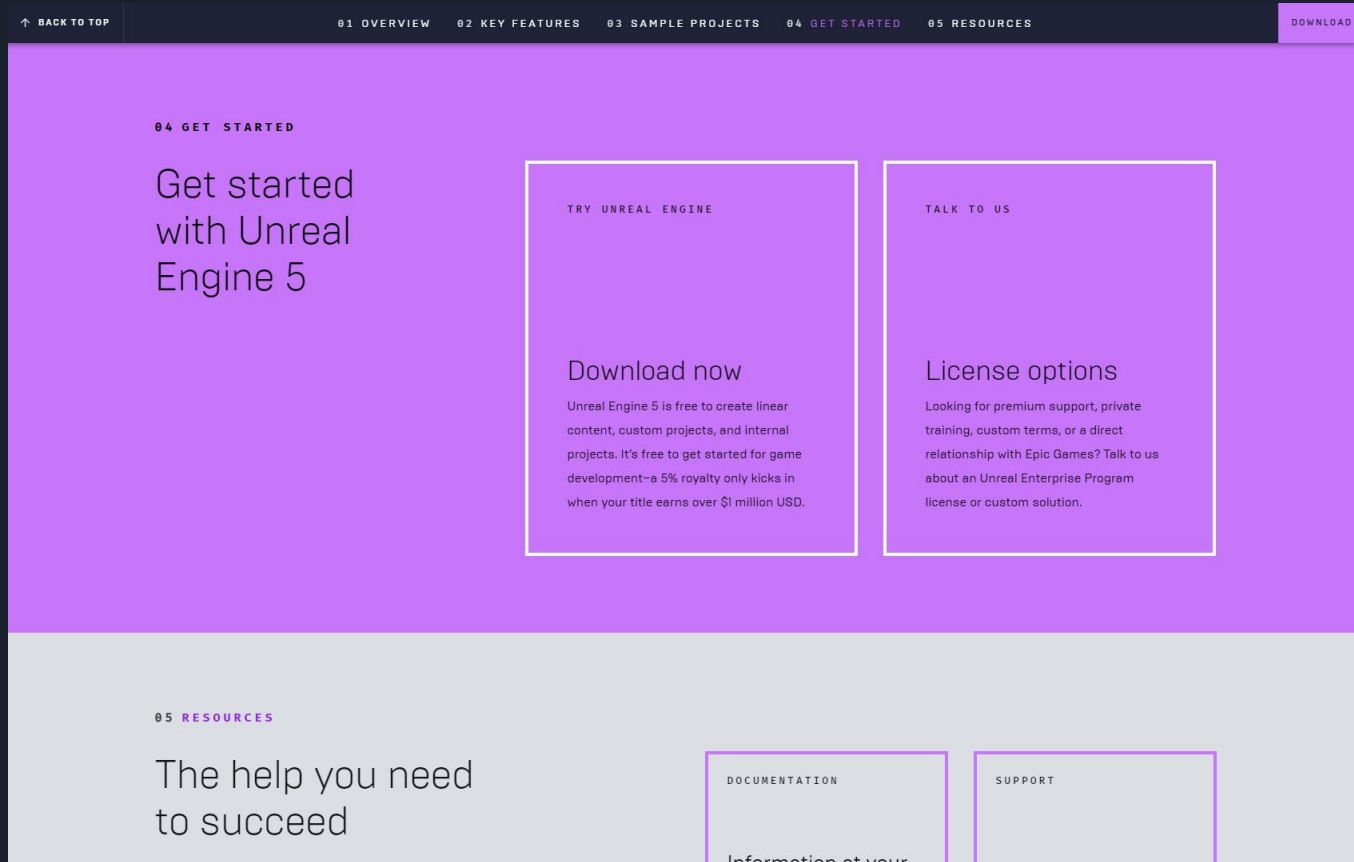 ↑ BACK TO TOP
01 OVERVIEW
02 KEY FEATURES
03 SAMPLE PROJECTS
04 GET STARTED
05 RESOURCES
DOWNLOAD
04 GET STARTED
Get started
with Unreal
Engine 5
TRY UNREAL ENGINE
Download now
Unreal Engine 5 is free to create linear
content, custom projects, and internal
projects. It’s free to get started for game
development–a 5% royalty only kicks in
when your title earns over $1 million USD.
TALK TO US
License options
Looking for premium support, private
training, custom terms, or a direct
relationship with Epic Games? Talk to us
about an Unreal Enterprise Program
license or custom solution.
05 RESOURCES
The help you need
to succeed
DOCUMENTATION
Information at your
SUPPORT